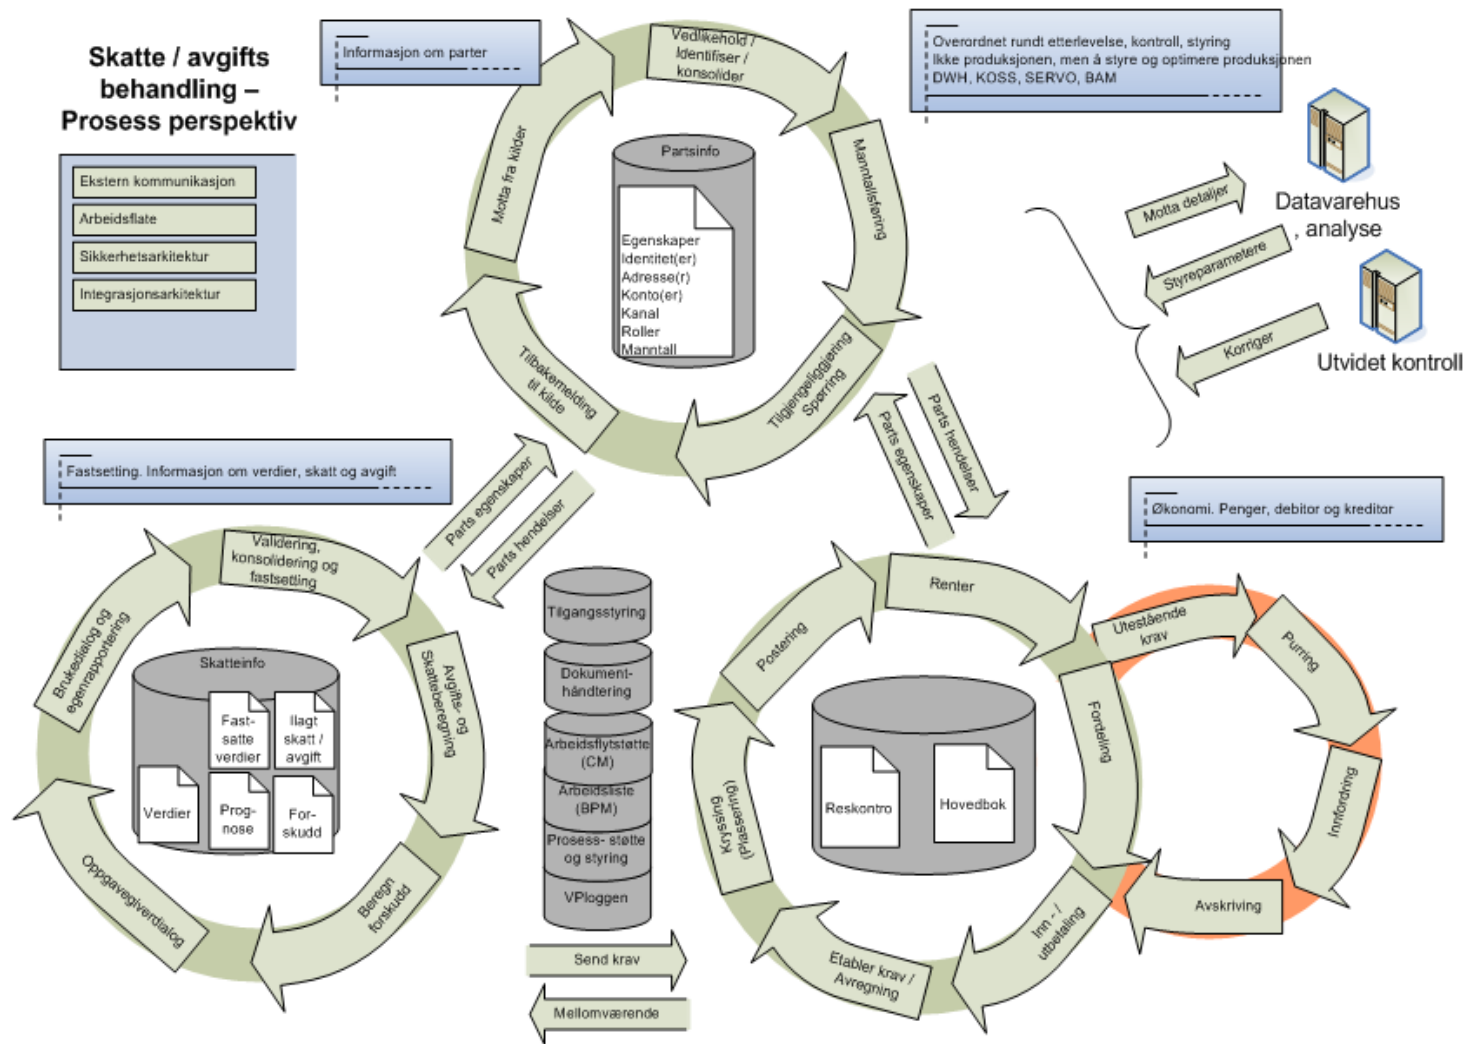 Skatte / avgifts
behandling –
Prosess perspektiv
Ekstern kommunikasjon
Arbeidsflate
Sikkerhetsarkitektur
Integrasjonsarkitektur
Informasjon om parter
Overordnet rundt etterlevelse, kontroll, styring
Ikke produksjonen, men å styre og optimere produksjonen
DWH, KOSS, SERVO, BAM
Motta fra kilder
Vedlikehold /
Identifiser /
konsolider
Manntallsføring
Tilgjengeliggjøring
Spørring
Tilbakemelding
til kilde
Partsinfo
Egenskaper
Identitet(er)
Adresse(r)
Konto(er)
Kanal
Roller
Manntall
Motta detaljer
Styreparametere
Korriger
Datavarehus
, analyse
Utvidet kontroll
Parts egenskaper
Parts hendelser
Parts egenskaper
Parts hendelser
Fastsetting. Informasjon om verdier, skatt og avgift
Brukedialog og
egenrapportering
Validering,
konsolidering og
fastsetting
Avgifts- og
Skatteberegning
Beregn
forskudd
Oppgavegiverdialog
Skatteinfo
Fast-
satte
verdier
Ilagt
skatt /
avgift
Verdier
Prog-
nose
For-
skudd
Tilgangsstyring
Dokument-
håndtering
Arbeidsflytstøtte
(CM)
Arbeidsliste
(BPM)
Prosess- støtte
og styring
VPloggen
Send krav
Mellomværende
Økonomi. Penger, debitor og kreditor
Postering
Renter
Fordeling
Inn - /
utbetaling
Etabler krav /
Avregning
Kryssing
(Plassering)
Reskontro
Hovedbok
Utestående
krav
Purring
Innfordring
Avskriving